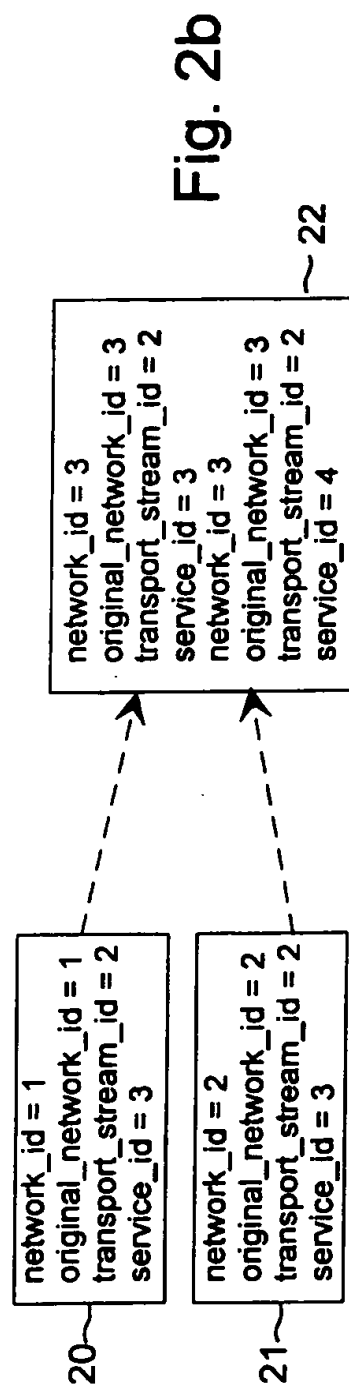 20
network_id = 1
original_network_id = 1
transport_stream_id = 2
service_id = 3
21
network_id = 2
original_network_id = 2
transport_stream_id = 2
service_id = 3
network_id = 3
original_network_id = 3
transport_stream_id = 2
service_id = 3
network_id = 3
original_network_id = 3
transport_stream_id = 2
service_id = 4
22
Fig. 2b